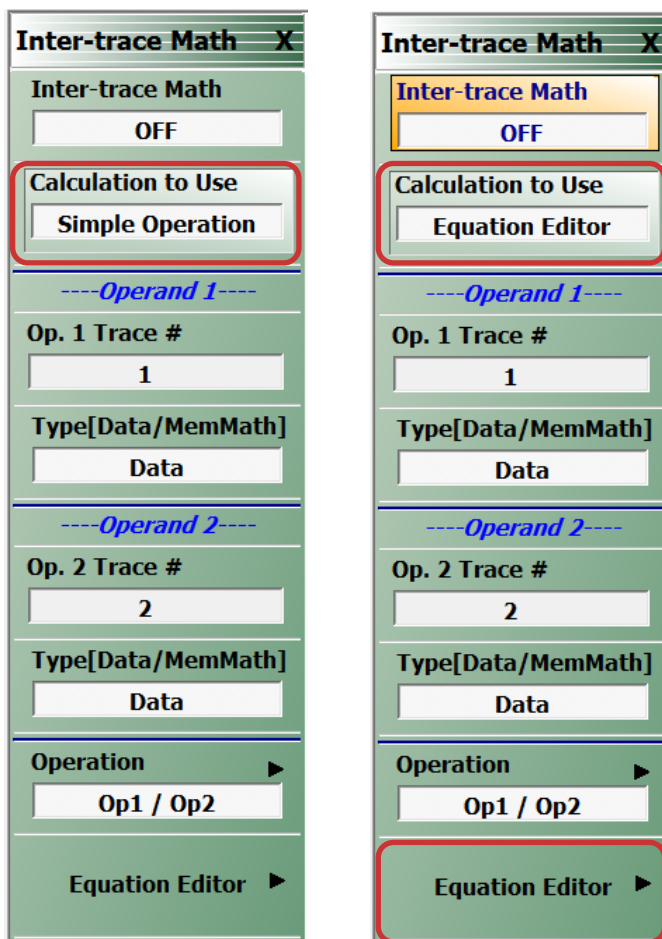 Inter-trace Math X
Inter-trace Math
OFF
Calculation to Use
Simple Operation
----Operand 1----
Op. 1 Trace #
1
Type[Data/MemMath]
Data
----Operand 2----
Op. 2 Trace #
2
Type[Data/MemMath]
Data
Operation
Op1 / Op2
Equation Editor
Inter-trace Math X
Inter-trace Math
OFF
Calculation to Use
Equation Editor
----Operand 1----
Op. 1 Trace #
1
Type[Data/MemMath]
Data
----Operand 2----
Op. 2 Trace #
2
Type[Data/MemMath]
Data
Operation
Op1 / Op2
Equation Editor